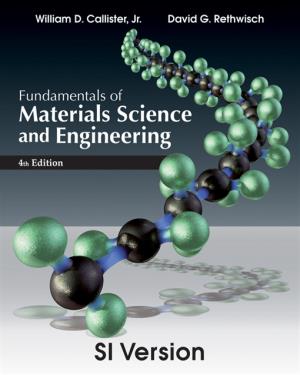 William D. Callister, Jr. David G. Rethwisch
Fundamentals of
Materials Science
and Engineering
4th Edition
SI Version